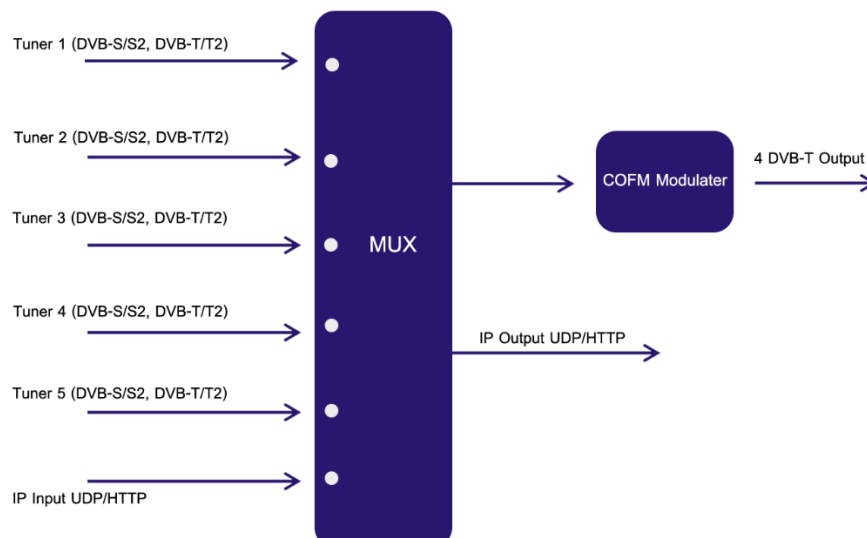 Tuner 1 (DVB-S/S2, DVB-T/T2)
Tuner 2 (DVB-S/S2, DVB-T/T2)
Tuner 3 (DVB-S/S2, DVB-T/T2)
Tuner 4 (DVB-S/S2, DVB-T/T2)
Tuner 5 (DVB-S/S2, DVB-T/T2)
IP Input UDP/HTTP
MUX
COFM Modulater
4 DVB-T Output
IP Output UDP/HTTP